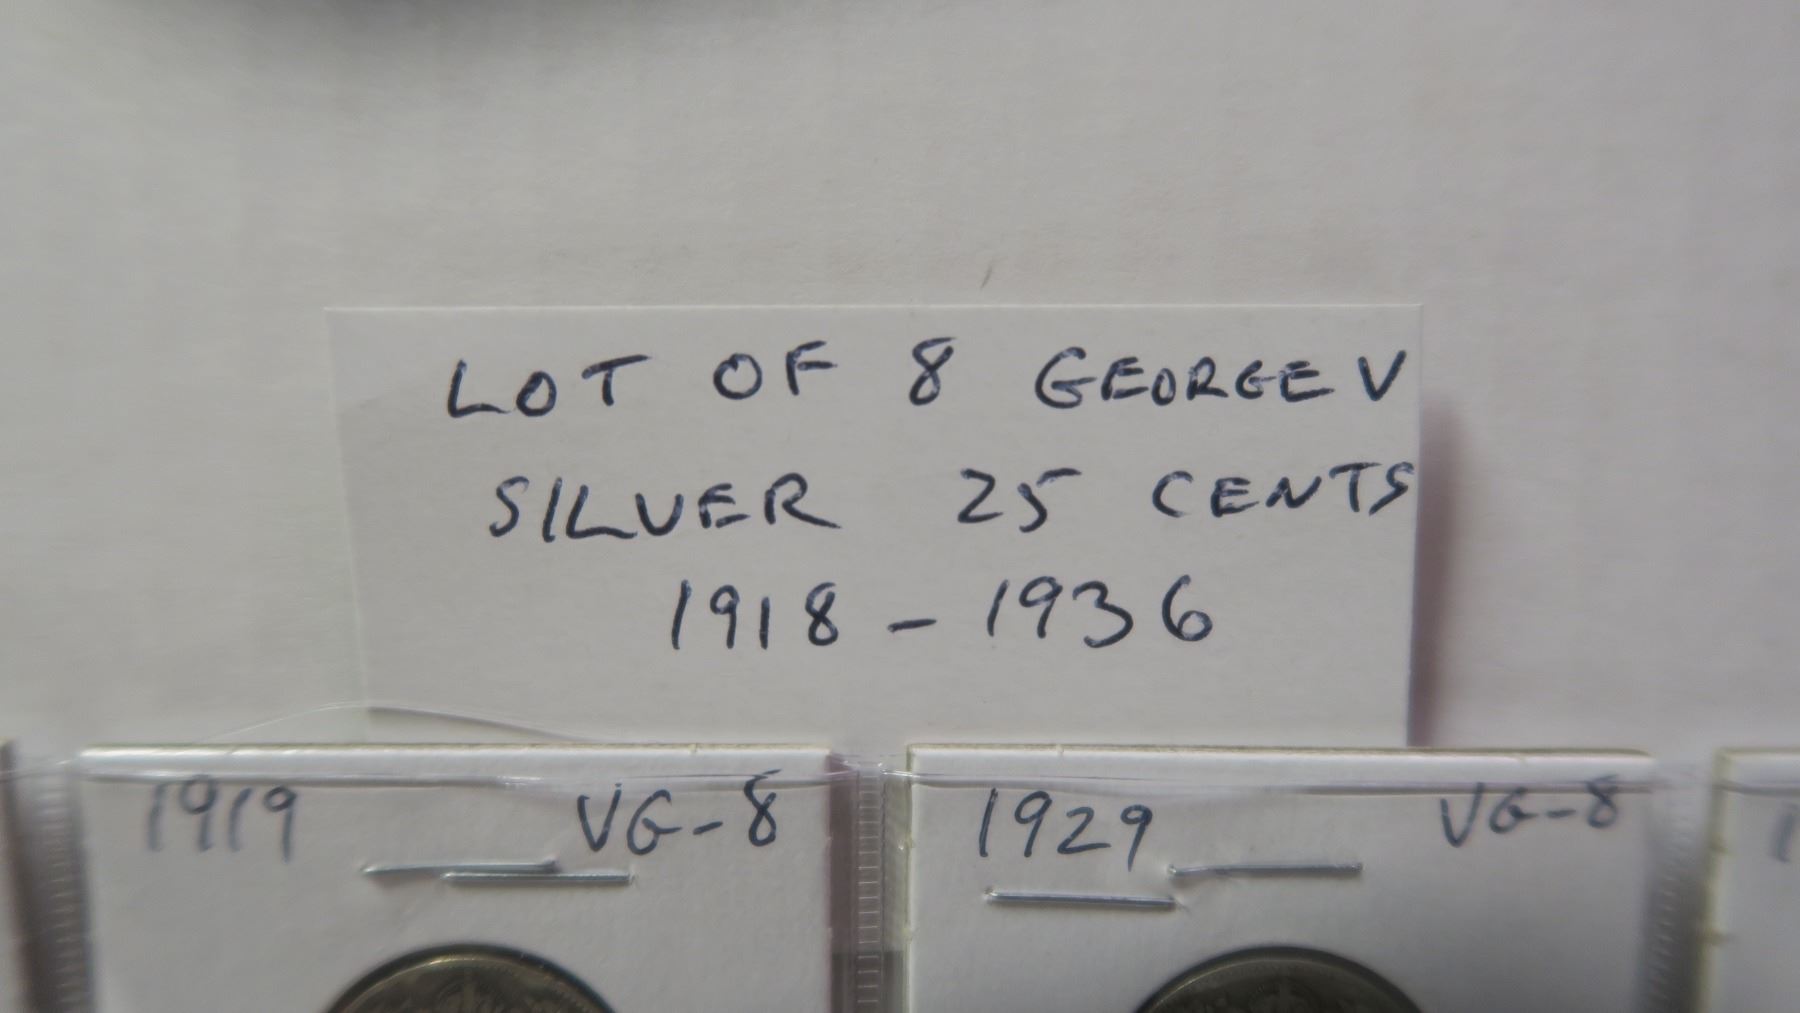 LOT OF 8 GEORGE V
SILVER 25 CENTS
1918 - 1936
1919 VG-8
1929 VG-8